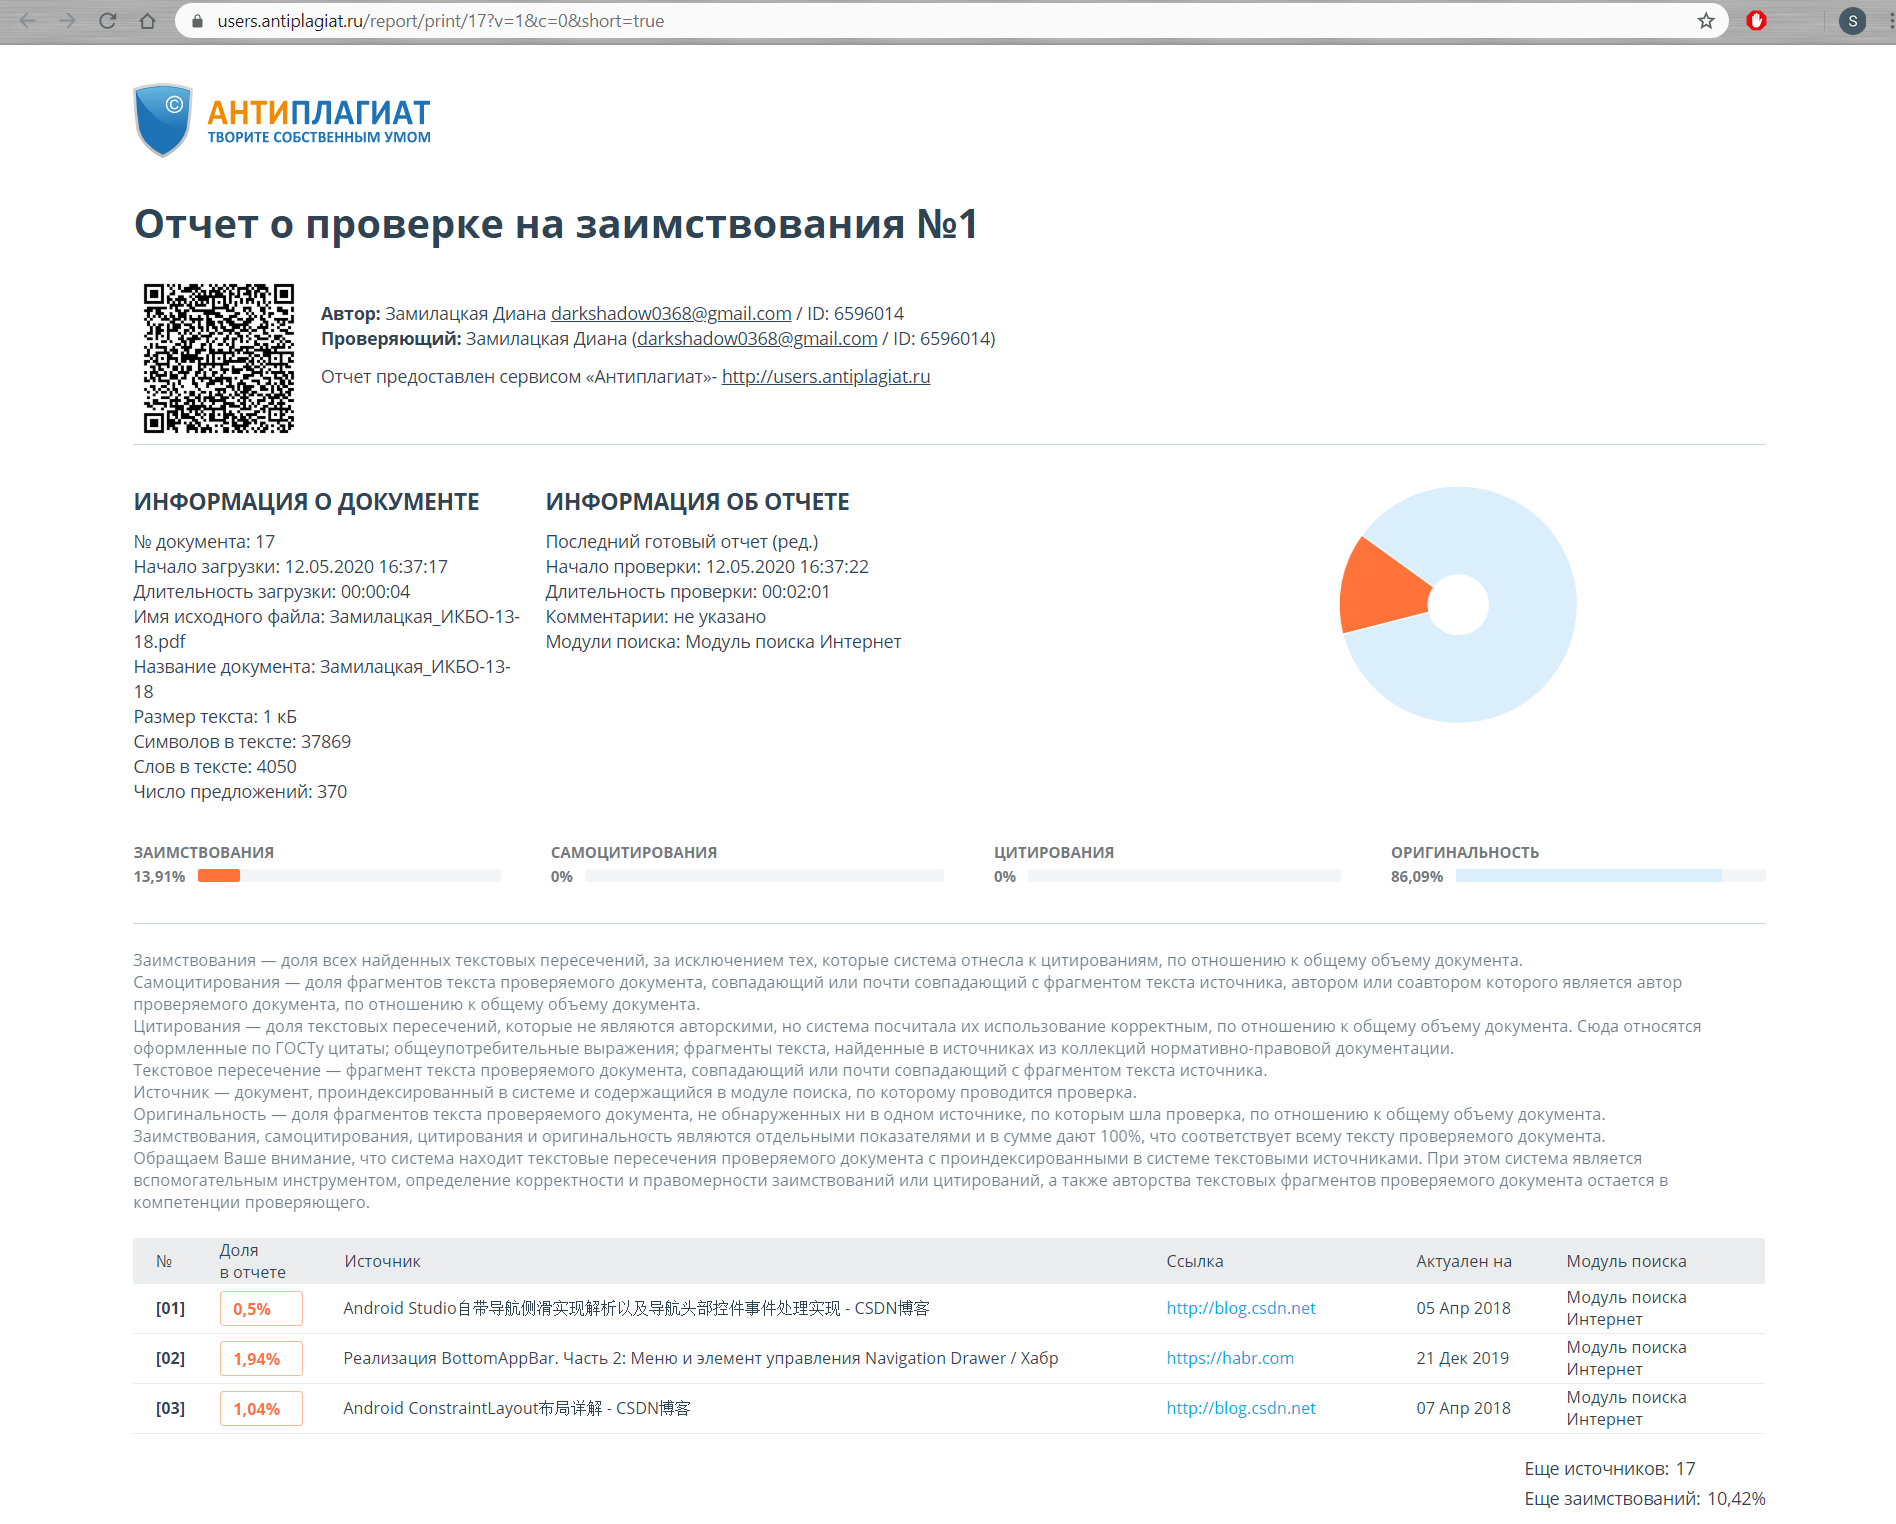 users.antiplagiat.ru/report/print/17?v=1&c=0&short=true
S
©
АНТИПЛАГИАТ
ТВОРИТЕ СОБСТВЕННЫМ УМОМ
Отчет о проверке на заимствования №1
Автор: Замилацкая Диана darkshadow0368@gmail.com / ID: 6596014
Проверяющий: Замилацкая Диана (darkshadow0368@gmail.com / ID: 6596014)
Отчет предоставлен сервисом «Антиплагиат»- http://users.antiplagiat.ru
ИНФОРМАЦИЯ О ДОКУМЕНТЕ
№ документа: 17
Начало загрузки: 12.05.2020 16:37:17
Длительность загрузки: 00:00:04
Имя исходного файла: Замилацкая_ИКБО-13-
18.pdf
Название документа: Замилацкая_ИКБО-13-
18
Размер текста: 1 кБ
Символов в тексте: 37869
Слов в тексте: 4050
Число предложений: 370
ИНФОРМАЦИЯ ОБ ОТЧЕТЕ
Последний готовый отчет (ред.)
Начало проверки: 12.05.2020 16:37:22
Длительность проверки: 00:02:01
Комментарии: не указано
Модули поиска: Модуль поиска Интернет
ЗАИМСТВОВАНИЯ
13,91%
САМОЦИТИРОВАНИЯ
0%
ЦИТИРОВАНИЯ
0%
ОРИГИНАЛЬНОСТЬ
86,09%
Заимствования — доля всех найденных текстовых пересечений, за исключением тех, которые система отнесла к цитированиям, по отношению к общему объему документа.
Самоцитирования — доля фрагментов текста проверяемого документа, совпадающий или почти совпадающий с фрагментом текста источника, автором или соавтором которого является автор
проверяемого документа, по отношению к общему объему документа.
Цитирования — доля текстовых пересечений, которые не являются авторскими, но система посчитала их использование корректным, по отношению к общему объему документа. Сюда относятся
оформленные по ГОСТу цитаты; общеупотребительные выражения; фрагменты текста, найденные в источниках из коллекций нормативно-правовой документации.
Текстовое пересечение — фрагмент текста проверяемого документа, совпадающий или почти совпадающий с фрагментом текста источника.
Источник — документ, проиндексированный в системе и содержащийся в модуле поиска, по которому проводится проверка.
Оригинальность — доля фрагментов текста проверяемого документа, не обнаруженных ни в одном источнике, по которым шла проверка, по отношению к общему объему документа.
Заимствования, самоцитирования, цитирования и оригинальность являются отдельными показателями и в сумме дают 100%, что соответствует всему тексту проверяемого документа.
Обращаем Ваше внимание, что система находит текстовые пересечения проверяемого документа с проиндексированными в системе текстовыми источниками. При этом система является
вспомогательным инструментом, определение корректности и правомерности заимствований или цитирований, а также авторства текстовых фрагментов проверяемого документа остается в
компетенции проверяющего.
№ Доля в отчете Источник Ссылка Актуален на Модуль поиска
[01] 0,5% Android Studio自带导航侧滑实现解析以及导航头部控件事件处理实现 - CSDN博客 http://blog.csdn.net 05 Апр 2018 Модуль поиска Интернет
[02] 1,94% Реализация BottomAppBar. Часть 2: Меню и элемент управления Navigation Drawer / Хабр https://habr.com 21 Дек 2019 Модуль поиска Интернет
[03] 1,04% Android ConstraintLayout布局详解 - CSDN博客 http://blog.csdn.net 07 Апр 2018 Модуль поиска Интернет
Еще источников: 17
Еще заимствований: 10,42%